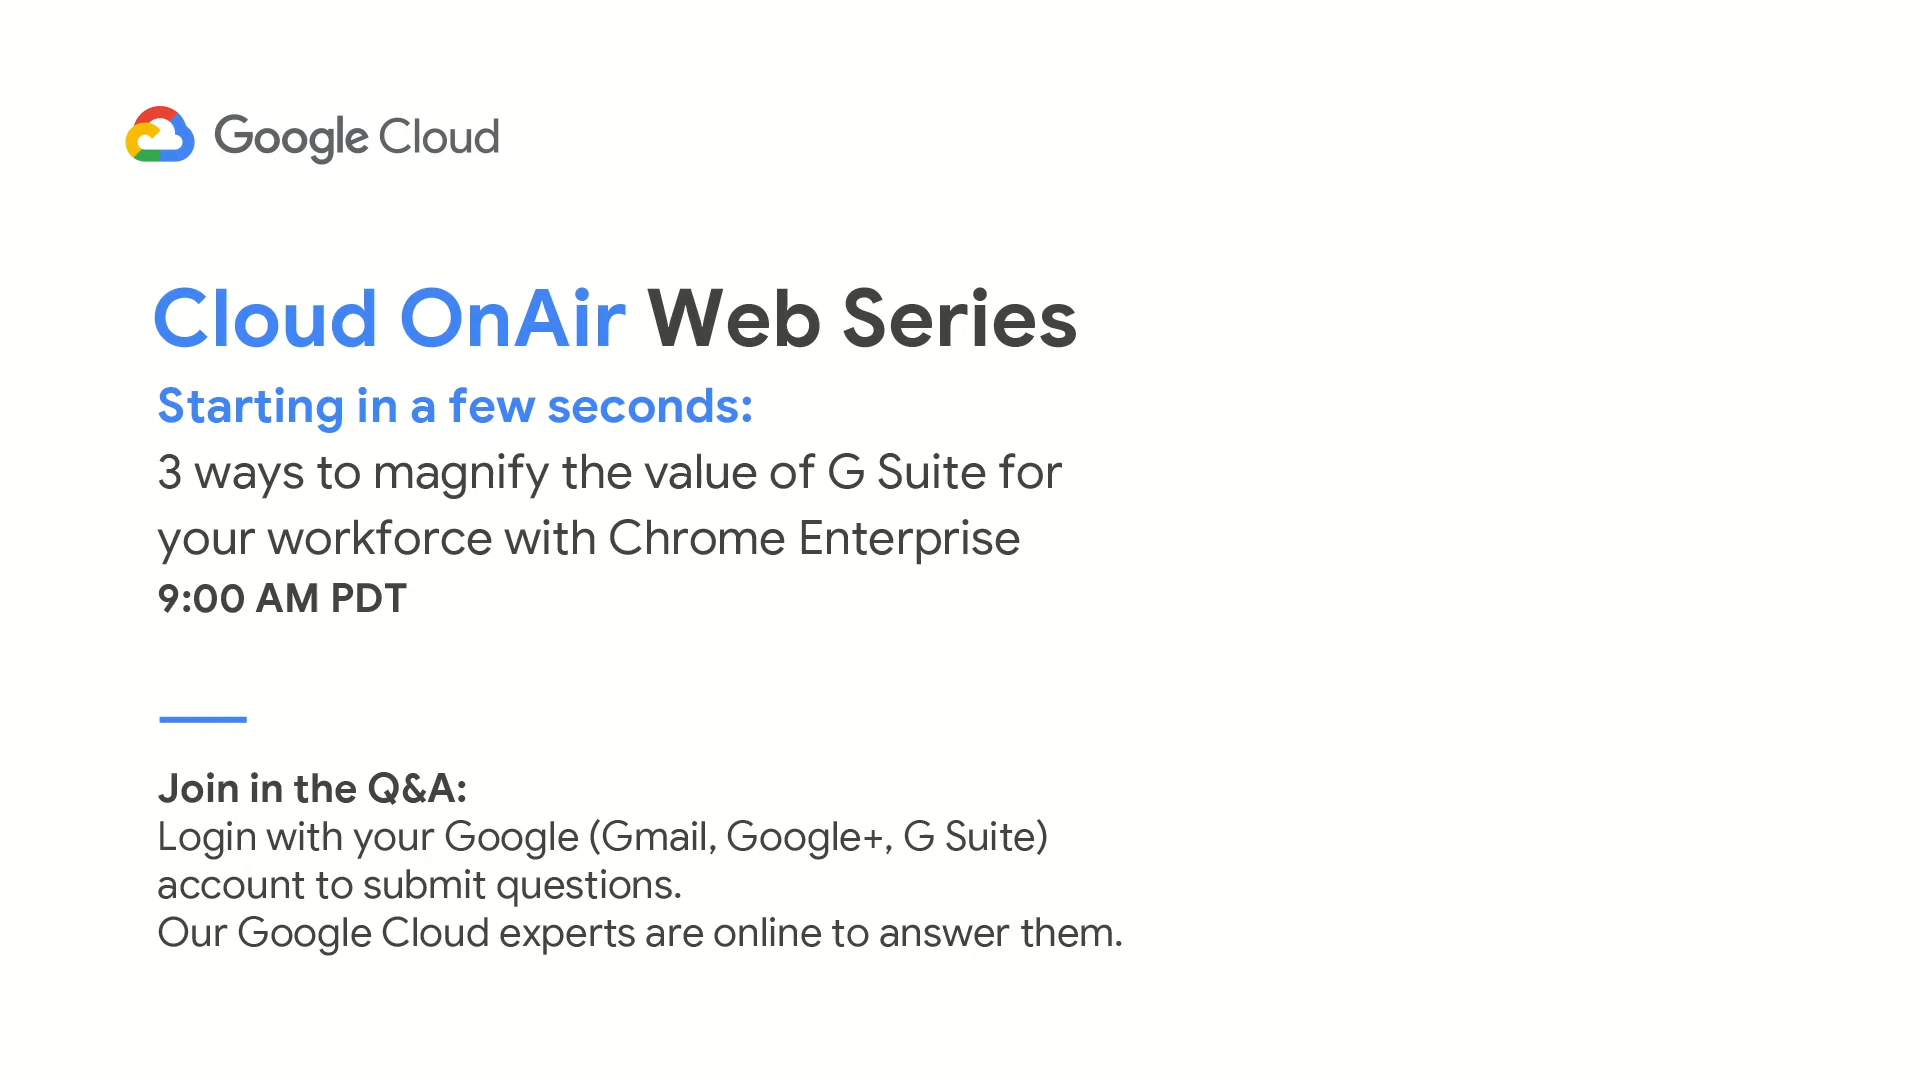 Google Cloud
Cloud OnAir Web Series
Starting in a few seconds:
3 ways to magnify the value of G Suite for
your workforce with Chrome Enterprise
9:00 AM PDT
Join in the Q&A:
Login with your Google (Gmail, Google+, G Suite)
account to submit questions.
Our Google Cloud experts are online to answer them.